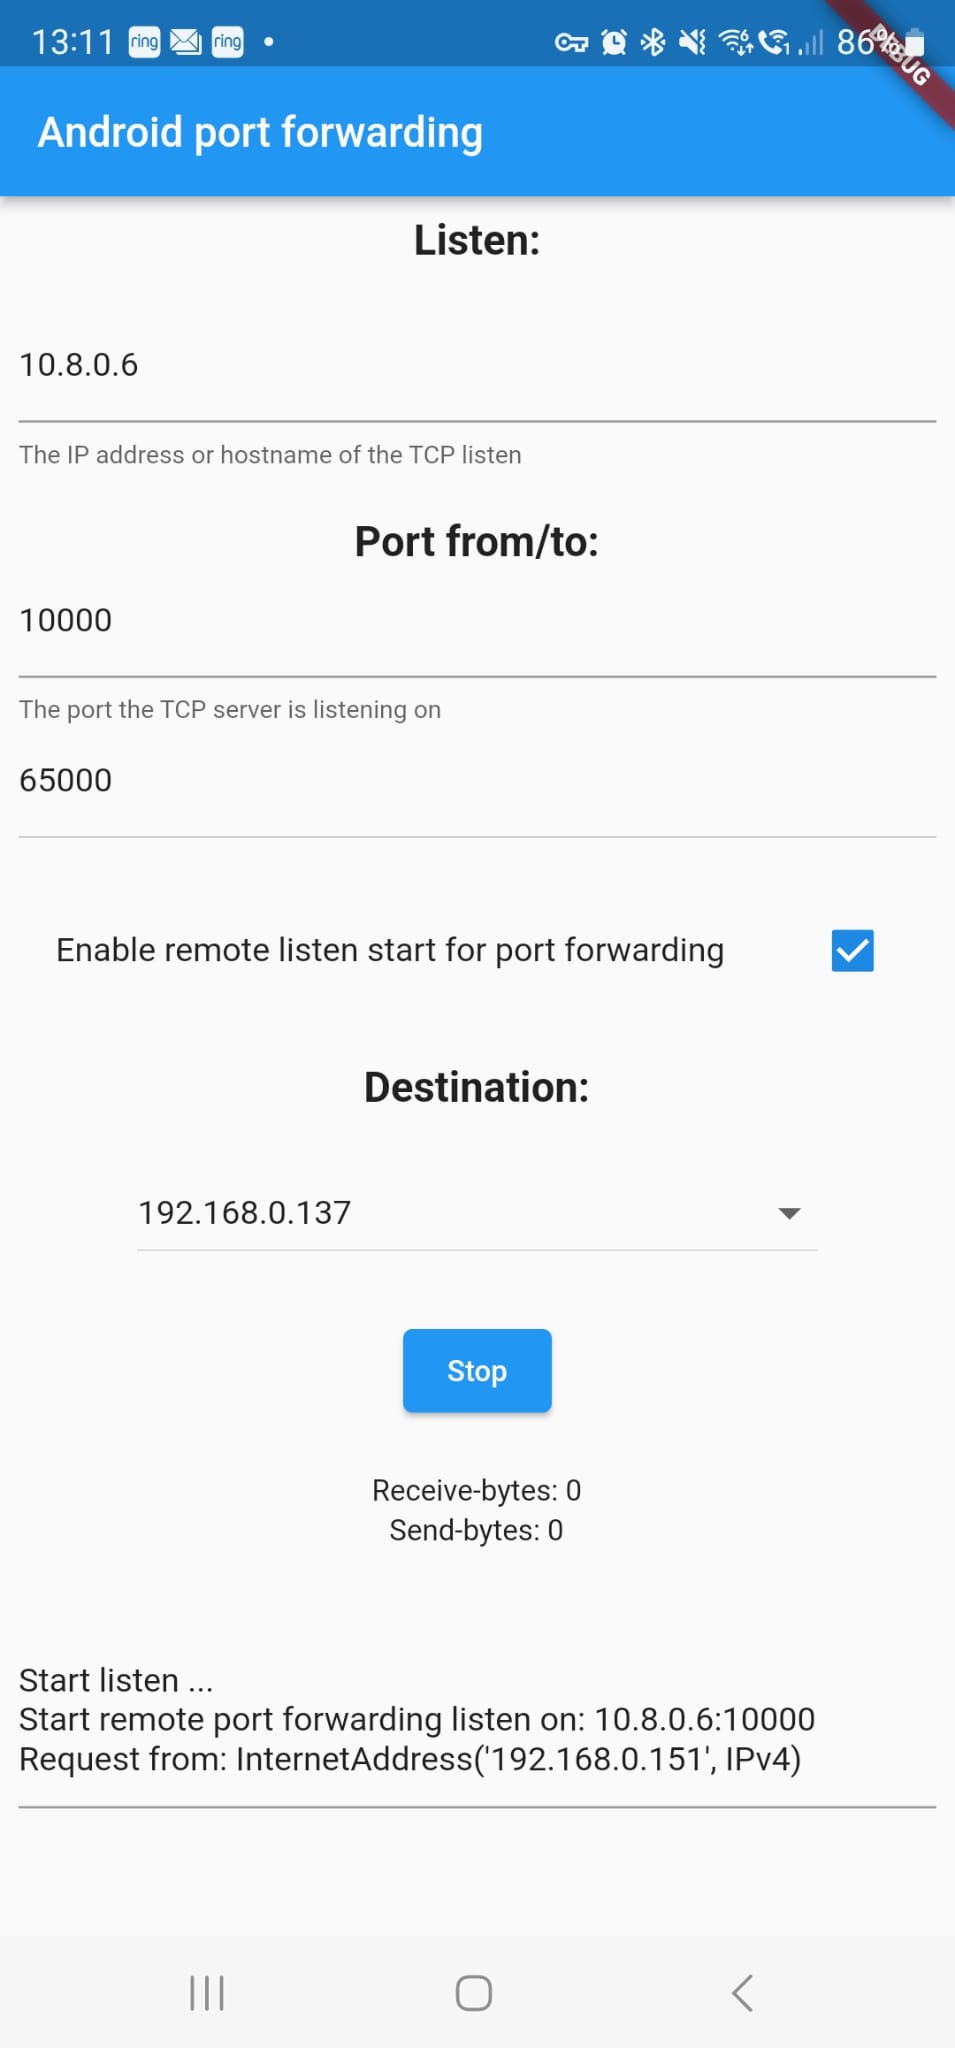 13:11 ring ring 86%
DEBUG
Android port forwarding
Listen:
10.8.0.6
The IP address or hostname of the TCP listen
Port from/to:
10000
The port the TCP server is listening on
65000
Enable remote listen start for port forwarding
Destination:
192.168.0.137
Stop
Receive-bytes: 0
Send-bytes: 0
Start listen ...
Start remote port forwarding listen on: 10.8.0.6:10000
Request from: InternetAddress('192.168.0.151', IPv4)